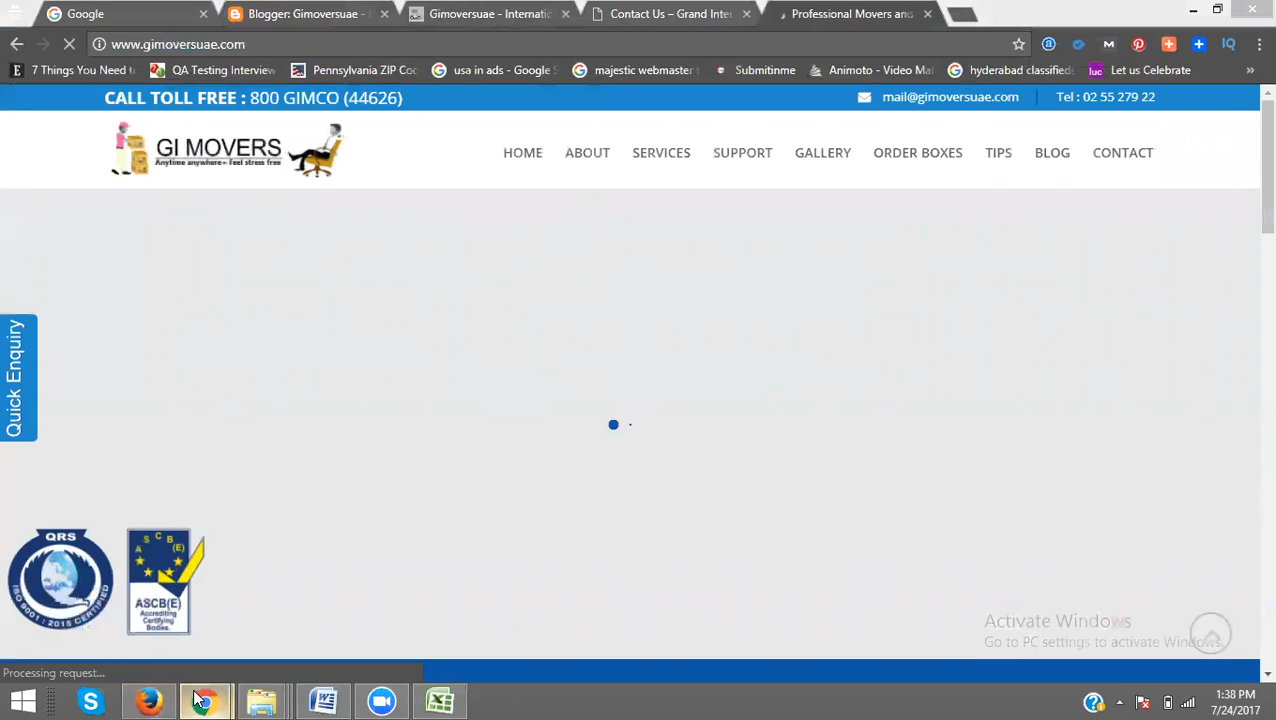 Google
Blogger: Gimoversuae -
Gimoversuae - Internatic
Contact Us – Grand Inter
Professional Movers and
www.gimoversuae.com
7 Things You Need to
QA Testing Interview
Pennsylvania ZIP Coc
usa in ads - Google S
majestic webmaster
Submitinme
Animoto - Video Mal
hyderabad classifieds
luc
Let us Celebrate
»
CALL TOLL FREE : 800 GIMCO (44626)
mail@gimoversuae.com
Tel : 02 55 279 22
GI MOVERS
Anytime anywhere - Feel stress free
HOME ABOUT SERVICES SUPPORT GALLERY ORDER BOXES TIPS BLOG CONTACT
Quick Enquiry
QRS
ISO 9001 : 2015 CERTIFIED
A S C B (E)
ASCB(E)
Accrediting
Certifying
Bodies.
Activate Windows
Go to PC settings to activate Windows.
Processing request...
1:38 PM
7/24/2017